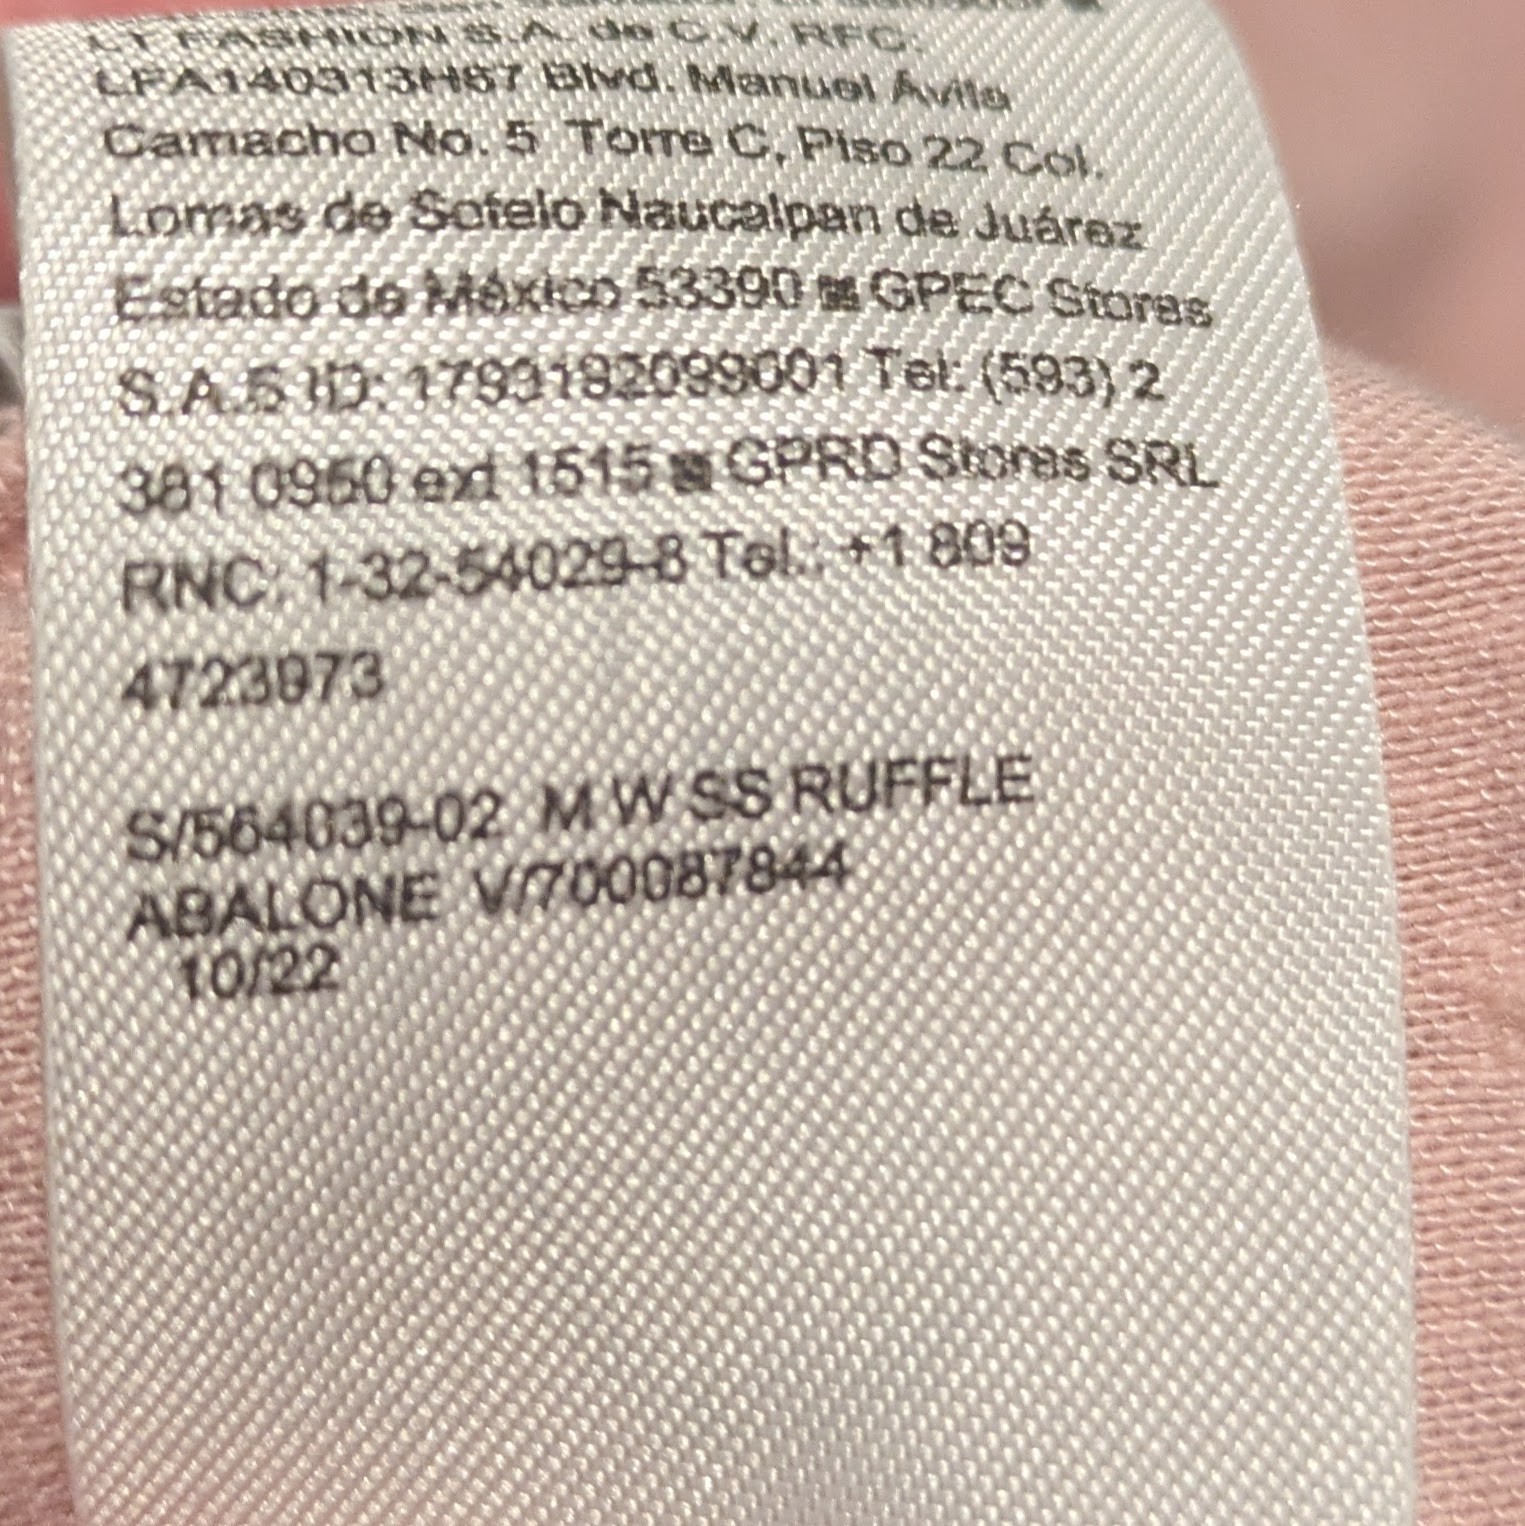 LT FASHION S.A. de C.V. RFC:
LFA140313H67 Blvd. Manuel Ávila
Camacho No. 5 Torre C, Piso 22 Col.
Lomas de Sotelo Naucalpan de Juárez
Estado de México 53390 ■ GPEC Stores
S.A.S ID: 1793192099001 Tel: (593) 2
381 0950 ext 1515 ■ GPRD Stores SRL
RNC: 1-32-54029-8 Tel.: +1 809
4723973
S/564039-02 M W SS RUFFLE
ABALONE V/700087844
10/22